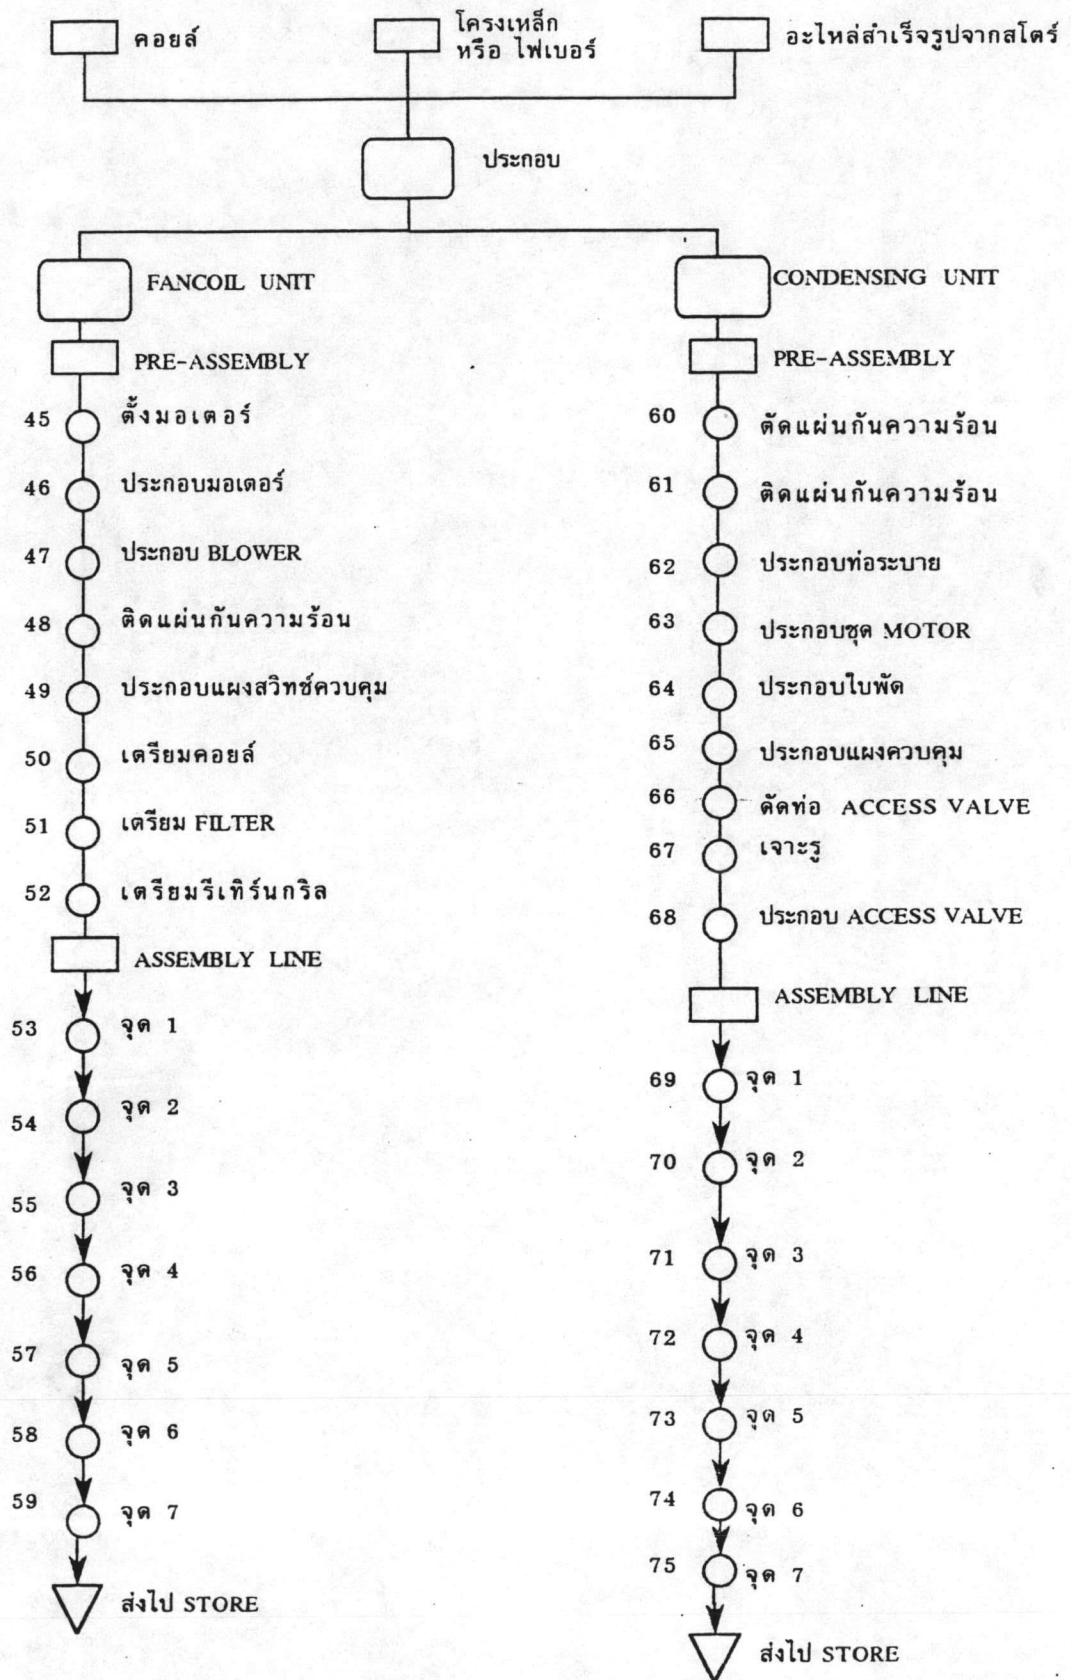 คอยล์
โครงเหล็ก
หรือ ไฟเบอร์
อะไหล่สำเร็จรูปจากสโตร์
ประกอบ
FANCOIL UNIT
PRE-ASSEMBLY
45 ตั้งมอเตอร์
46 ประกอบมอเตอร์
47 ประกอบ BLOWER
48 ติดแผ่นกันความร้อน
49 ประกอบแผงสวิทช์ควบคุม
50 เตรียมคอยล์
51 เตรียม FILTER
52 เตรียมรีเทิร์นกริล
ASSEMBLY LINE
53 จุด 1
54 จุด 2
55 จุด 3
56 จุด 4
57 จุด 5
58 จุด 6
59 จุด 7
ส่งไป STORE
CONDENSING UNIT
PRE-ASSEMBLY
60 ตัดแผ่นกันความร้อน
61 ติดแผ่นกันความร้อน
62 ประกอบท่อระบาย
63 ประกอบชุด MOTOR
64 ประกอบใบพัด
65 ประกอบแผงควบคุม
66 ดัดท่อ ACCESS VALVE
67 เจาะรู
68 ประกอบ ACCESS VALVE
ASSEMBLY LINE
69 จุด 1
70 จุด 2
71 จุด 3
72 จุด 4
73 จุด 5
74 จุด 6
75 จุด 7
ส่งไป STORE